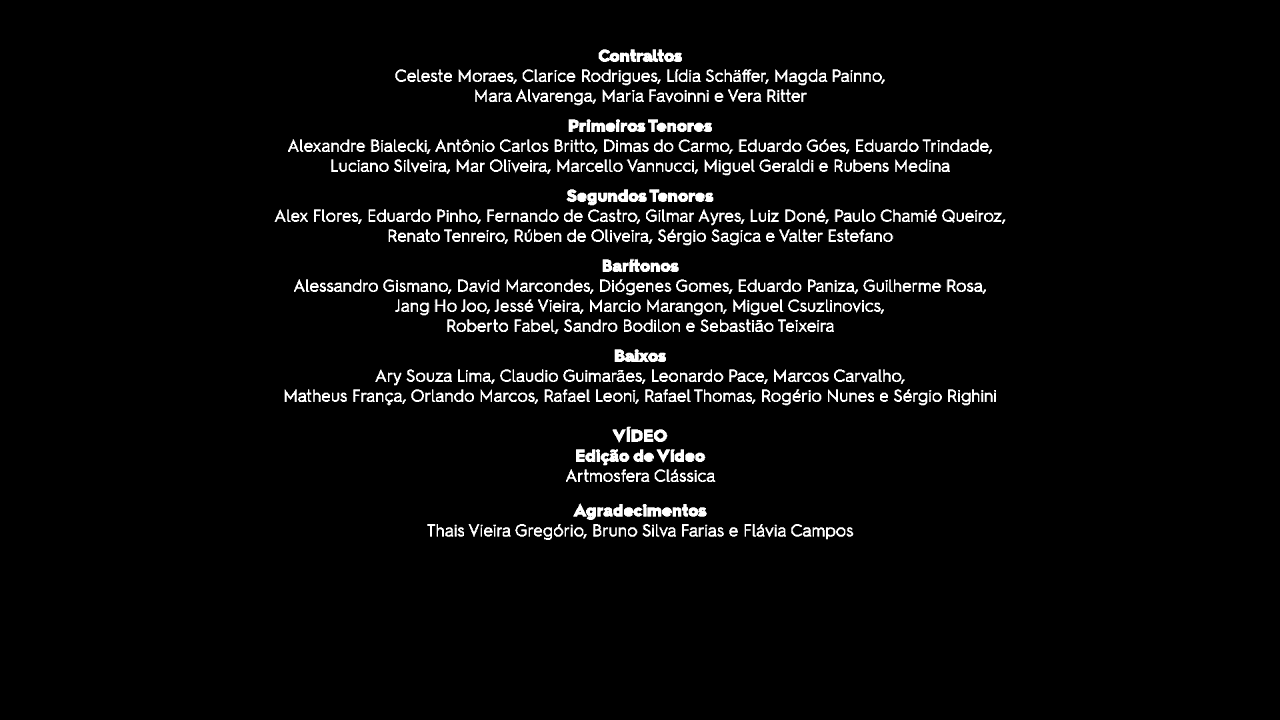 Contraltos
Celeste Moraes, Clarice Rodrigues, Lídia Schäffer, Magda Painno,
Mara Alvarenga, Maria Favoinni e Vera Ritter
Primeiros Tenores
Alexandre Bialecki, Antônio Carlos Britto, Dimas do Carmo, Eduardo Góes, Eduardo Trindade,
Luciano Silveira, Mar Oliveira, Marcello Vannucci, Miguel Geraldi e Rubens Medina
Segundos Tenores
Alex Flores, Eduardo Pinho, Fernando de Castro, Gilmar Ayres, Luiz Doné, Paulo Chamié Queiroz,
Renato Tenreiro, Rúben de Oliveira, Sérgio Sagica e Valter Estefano
Barítonos
Alessandro Gismano, David Marcondes, Diógenes Gomes, Eduardo Paniza, Guilherme Rosa,
Jang Ho Joo, Jessé Vieira, Marcio Marangon, Miguel Csuzlinovics,
Roberto Fabel, Sandro Bodilon e Sebastião Teixeira
Baixos
Ary Souza Lima, Claudio Guimarães, Leonardo Pace, Marcos Carvalho,
Matheus França, Orlando Marcos, Rafael Leoni, Rafael Thomas, Rogério Nunes e Sérgio Righini
VÍDEO
Edição de Vídeo
Artmosfera Clássica
Agradecimentos
Thais Vieira Gregório, Bruno Silva Farias e Flávia Campos